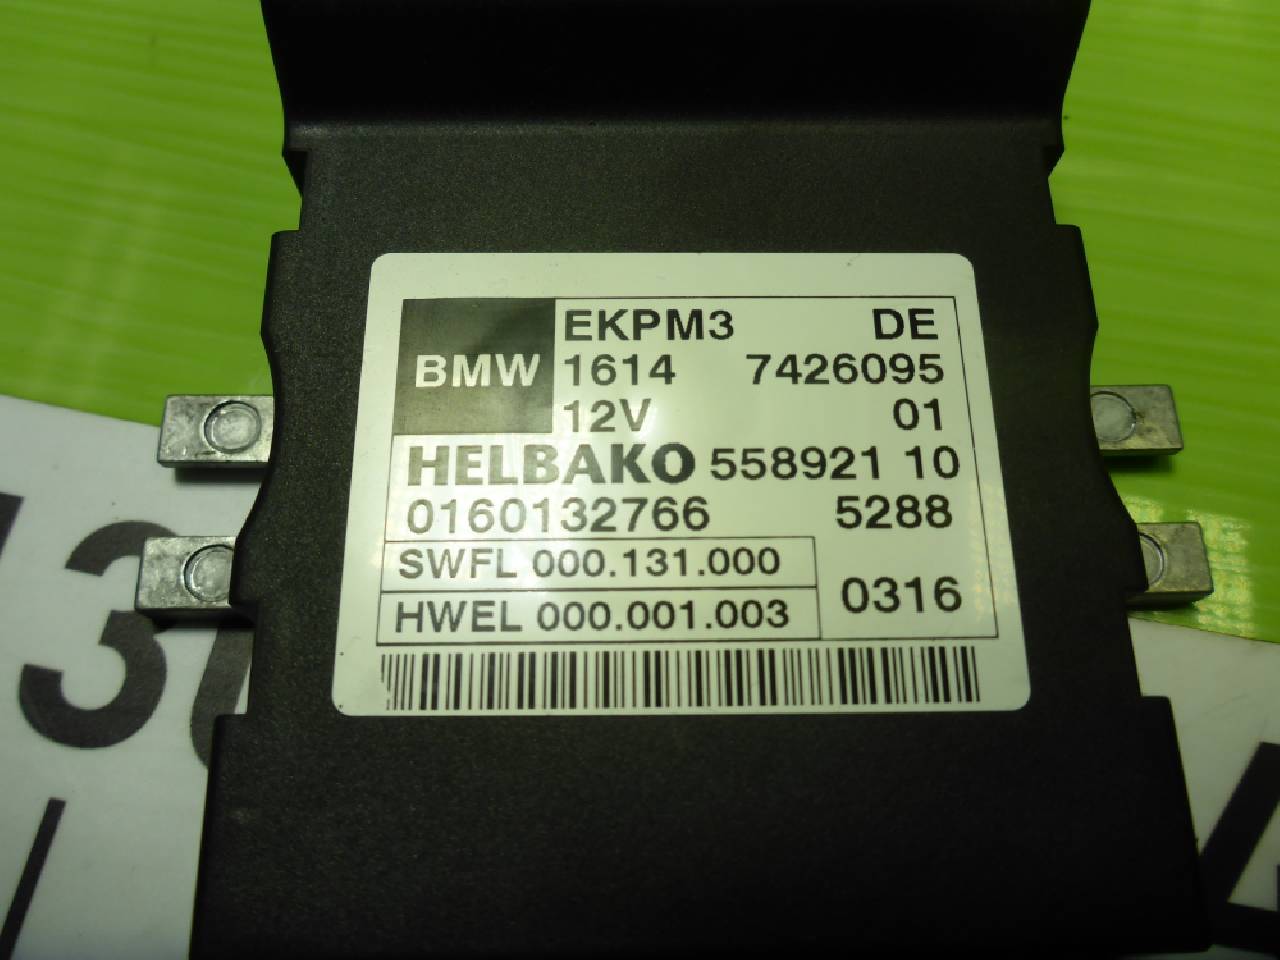 EKPM3 DE
BMW 1614 7426095
12V 01
HELBAKO 558921 10
0160132766 5288
SWFL 000.131.000
HWEL 000.001.003 0316